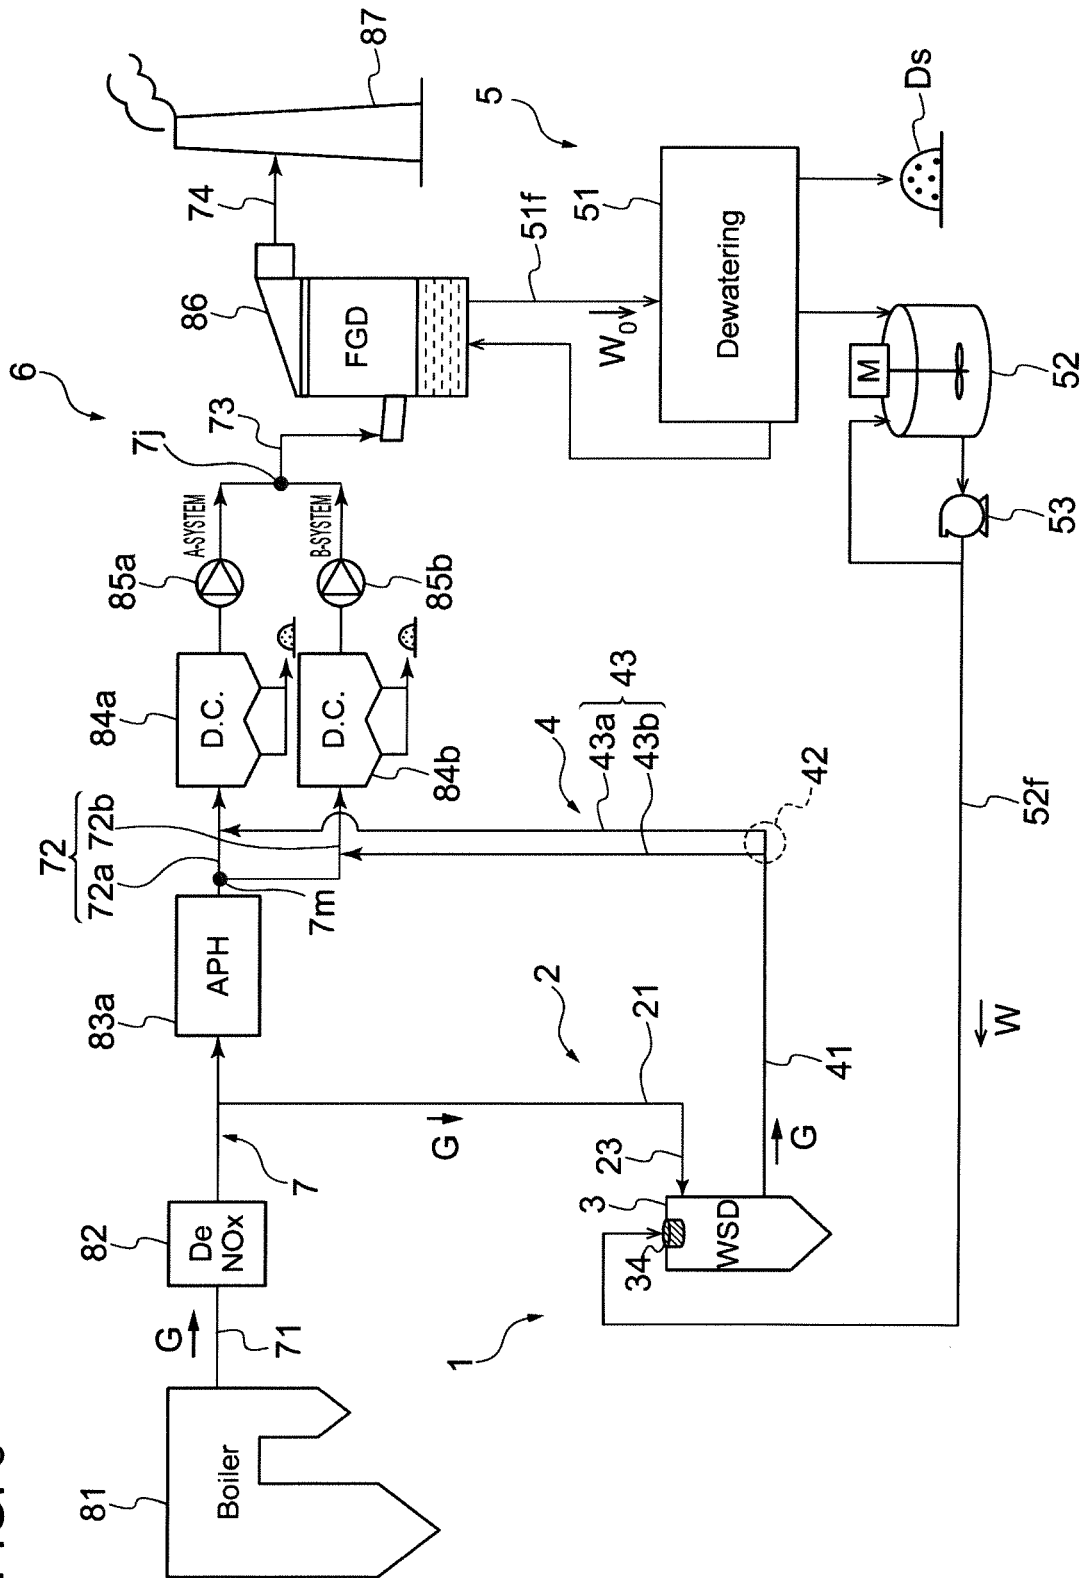 6
86
74
87
7j
73
FGD
5
51
51f
W0
Dewatering
Ds
M
52
53
52f
W
A-SYSTEM
B-SYSTEM
85a
85b
84a
84b
D.C.
D.C.
72
72a
72b
7m
4
43
43a
43b
42
41
APH
83a
2
21
23
G
7
82
De
NOx
G
71
3
34
WSD
G
1
81
Boiler